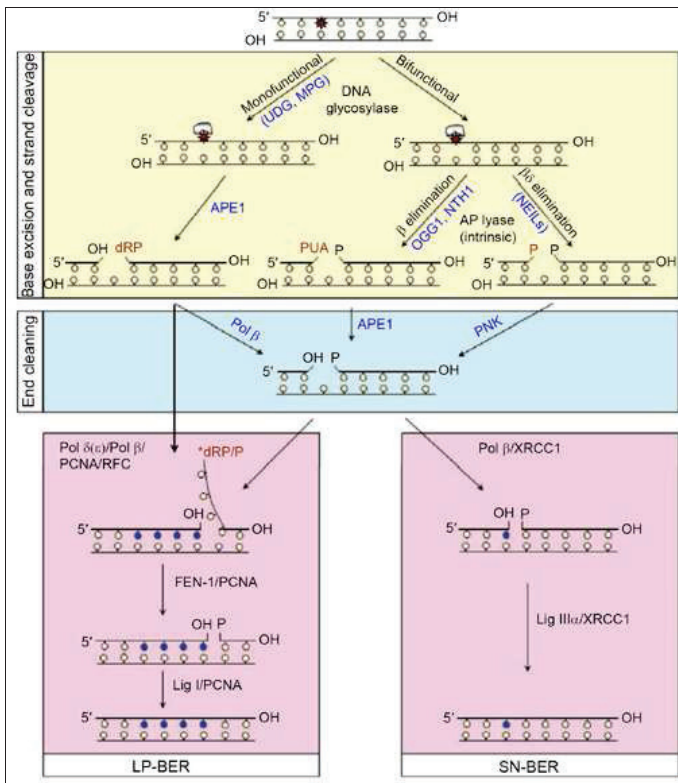 5′ OH
OH
Base excision and strand cleavage
Monofunctional
(UDG, MPG)
DNA
glycosylase
Bifunctional
5′ OH
OH
5′ OH
OH
APE1
β elimination
OGG1, NTH1
AP lyase
(intrinsic)
βδ elimination
(NEILs)
OH dRP
5′ OH
OH
PUA P
5′ OH
OH
P P
5′ OH
OH
End cleaning
Pol β
APE1
PNK
OH P
5′ OH
OH
Pol δ(ε)/Pol β/
PCNA/RFC
*dRP/P
OH
5′ OH
FEN-1/PCNA
OH P
5′ OH
Lig I/PCNA
5′ OH
LP-BER
Pol β/XRCC1
OH P
5′ OH
Lig IIIα/XRCC1
5′ OH
SN-BER